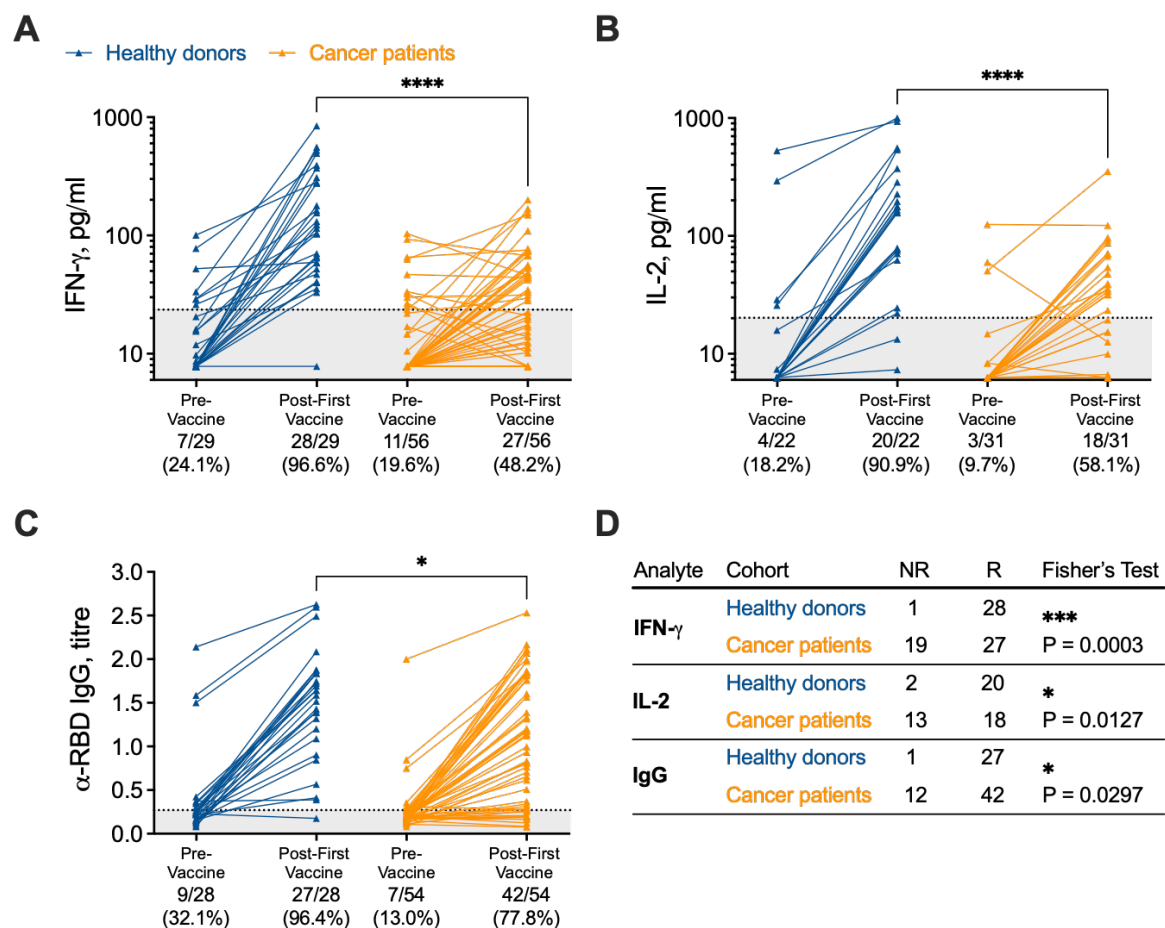 A
Healthy donors
Cancer patients
****
IFN-γ, pg/ml
1000
100
10
Pre-
Vaccine
7/29
(24.1%)
Post-First
Vaccine
28/29
(96.6%)
Pre-
Vaccine
11/56
(19.6%)
Post-First
Vaccine
27/56
(48.2%)
B
****
IL-2, pg/ml
1000
100
10
Pre-
Vaccine
4/22
(18.2%)
Post-First
Vaccine
20/22
(90.9%)
Pre-
Vaccine
3/31
(9.7%)
Post-First
Vaccine
18/31
(58.1%)
C
*
α-RBD IgG, titre
3.0
2.5
2.0
1.5
1.0
0.5
0.0
Pre-
Vaccine
9/28
(32.1%)
Post-First
Vaccine
27/28
(96.4%)
Pre-
Vaccine
7/54
(13.0%)
Post-First
Vaccine
42/54
(77.8%)
D
Analyte Cohort NR R Fisher's Test
IFN-γ
Healthy donors 1 28 ***
Cancer patients 19 27 P = 0.0003
IL-2
Healthy donors 2 20 *
Cancer patients 13 18 P = 0.0127
IgG
Healthy donors 1 27 *
Cancer patients 12 42 P = 0.0297